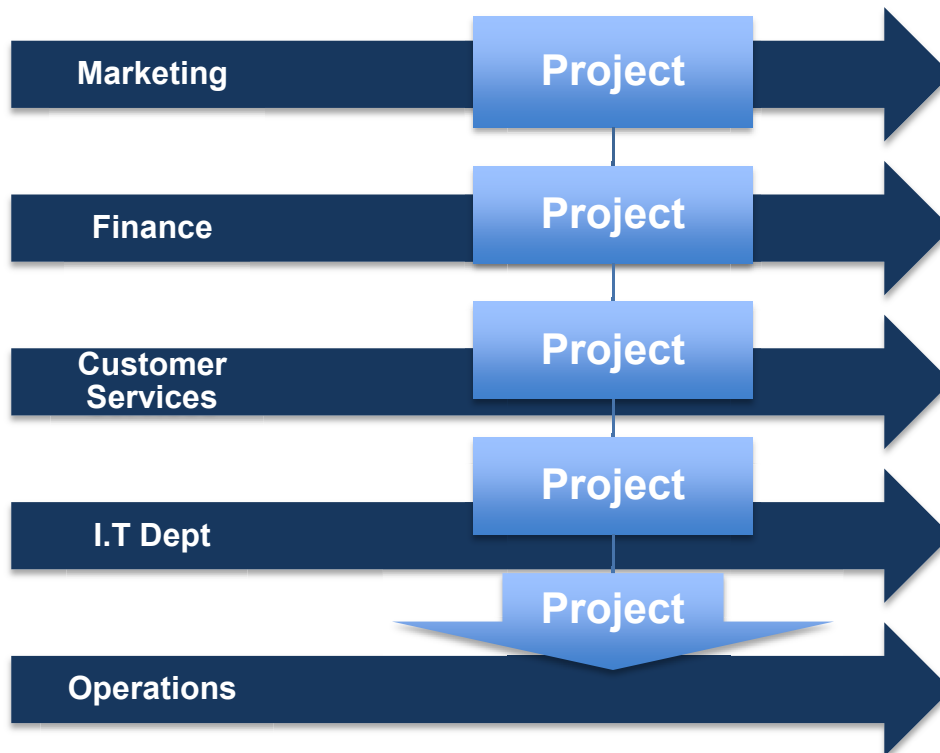 Marketing
Project
Finance
Project
Customer
Services
Project
I.T Dept
Project
Project
Operations